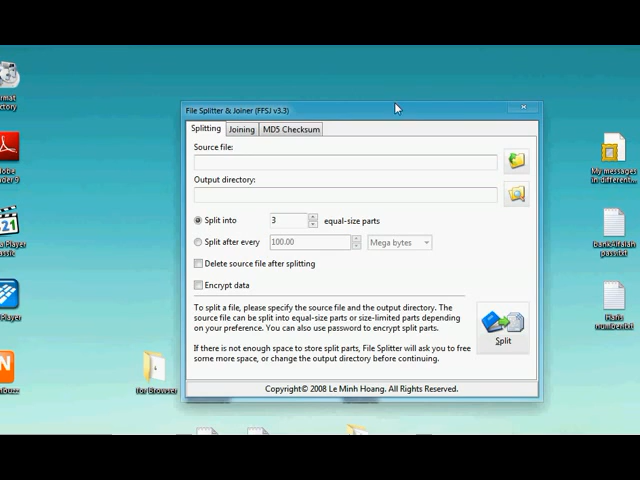 File Splitter & Joiner (FFSJ v3.3)
Splitting
Joining
MD5 Checksum
Source file:
Output directory:
Split into
3
equal-size parts
Split after every
100.00
Mega bytes
Delete source file after splitting
Encrypt data
To split a file, please specify the source file and the output directory. The
source file can be split into equal-size parts or size-limited parts depending
on your preference. You can also use password to encrypt split parts.
If there is not enough space to store split parts, File Splitter will ask you to free
some more space, or change the output directory before continuing.
Split
Copyright© 2008 Le Minh Hoang. All Rights Reserved.
For Browser
My messages
in differenc...